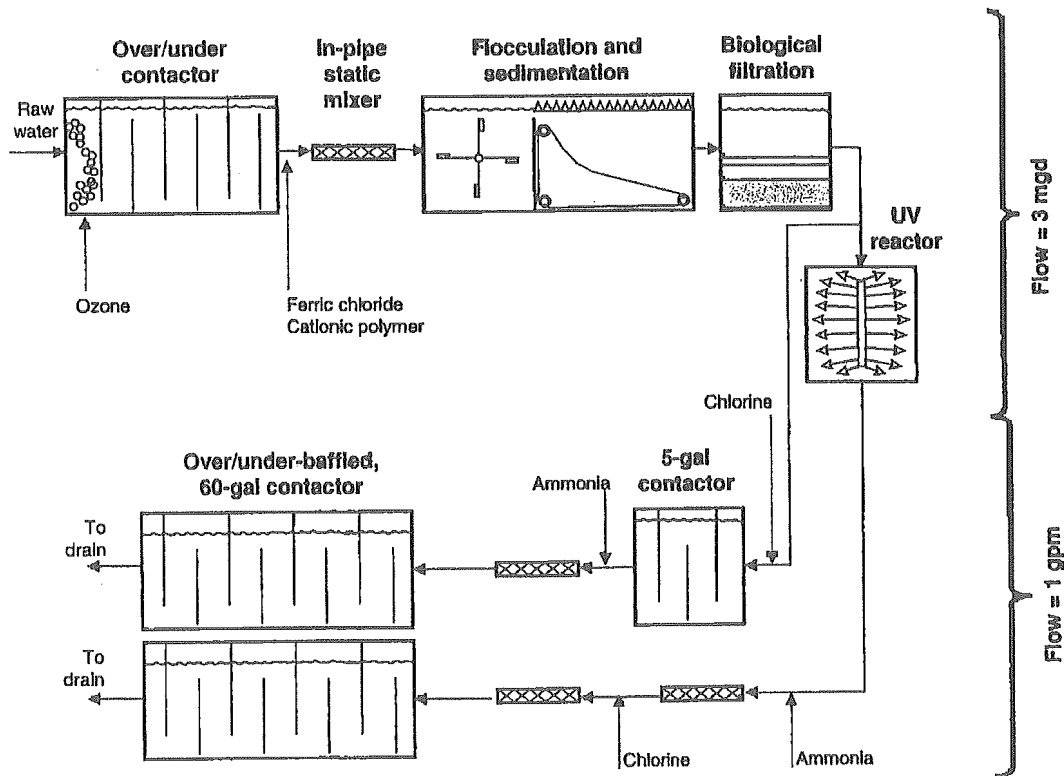 Over/under
contactor
In-pipe
static
mixer
Flocculation and
sedimentation
Biological
filtration
Raw
water
Ozone
Ferric chloride
Cationic polymer
UV
reactor
Flow = 3 mgd
Chlorine
Over/under-baffled,
60-gal contactor
Ammonia
5-gal
contactor
To
drain
Flow = 1 gpm
To
drain
Chlorine
Ammonia